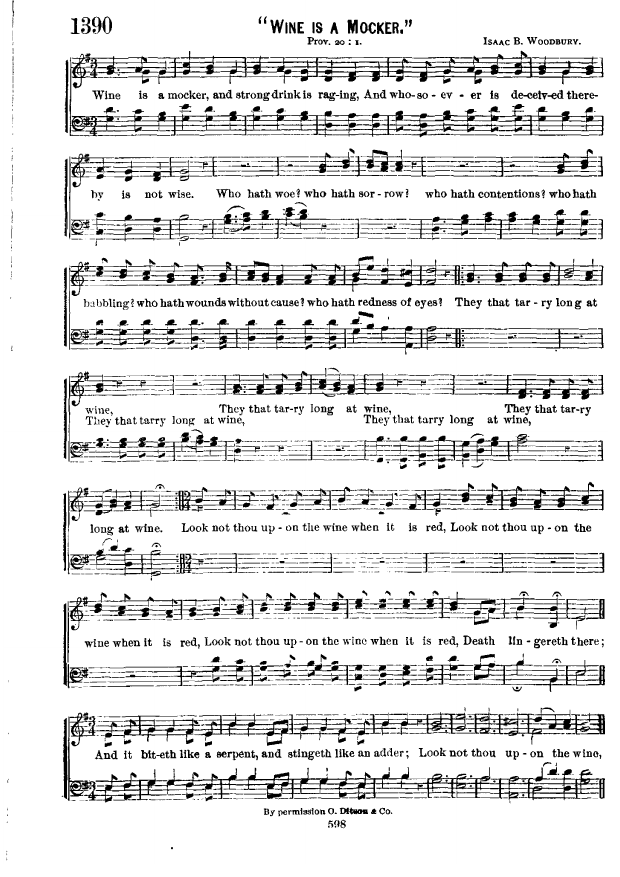 1390
"WINE IS A MOCKER."
PROV. 20 : 1.
ISAAC B. WOODBURY.
Wine is a mocker, and strong drink is rag-ing, And who-so-ev-er is de-ceived there-
by is not wise. Who hath woe? who hath sor-row? who hath contentions? who hath
babbling? who hath wounds without cause? who hath redness of eyes? They that tar-ry long at
wine, They that tar-ry long at wine, They that tar-ry
They that tarry long at wine, They that tarry long at wine,
long at wine. Look not thou up-on the wine when it is red, Look not thou up-on the
wine when it is red, Look not thou up-on the wine when it is red, Death lin-gereth there;
And it bit-eth like a serpent, and stingeth like an adder; Look not thou up-on the wine,
By permission O. Ditson & Co.
598